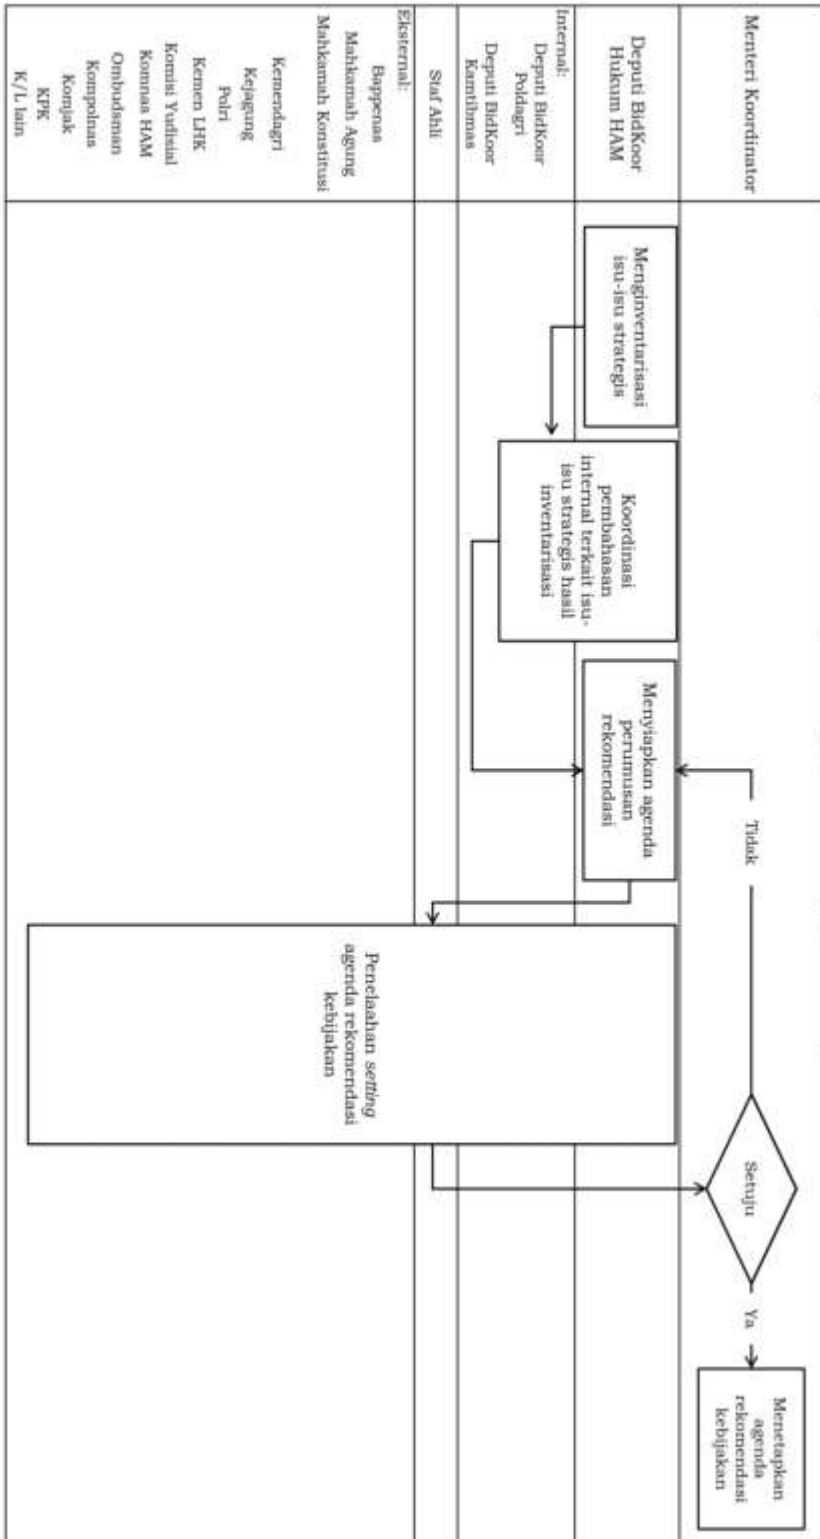 Menteri Koordinator
Deputi BidKoor
Hukum HAM
Internal:
Deputi BidKoor
Poldagri
Deputi BidKoor
Kamtibmas
Staf Ahli
Eksternal:
Bappenas
Mahkamah Agung
Mahkamah Konstitusi
Kemendagri
Kejagung
Polri
Kemen LHK
Komisi Yudisial
Komnas HAM
Ombudsman
Kompolnas
Komjak
KPK
K/L lain
Menginventarisasi
isu-isu strategis
Koordinasi
pembahasan
internal terkait isu-
isu strategis hasil
inventarisasi
Menyiapkan agenda
perumusan
rekomendasi
Tidak
Penelaahan setting
agenda rekomendasi
kebijakan
Setuju
Ya
Menetapkan
agenda
rekomendasi
kebijakan